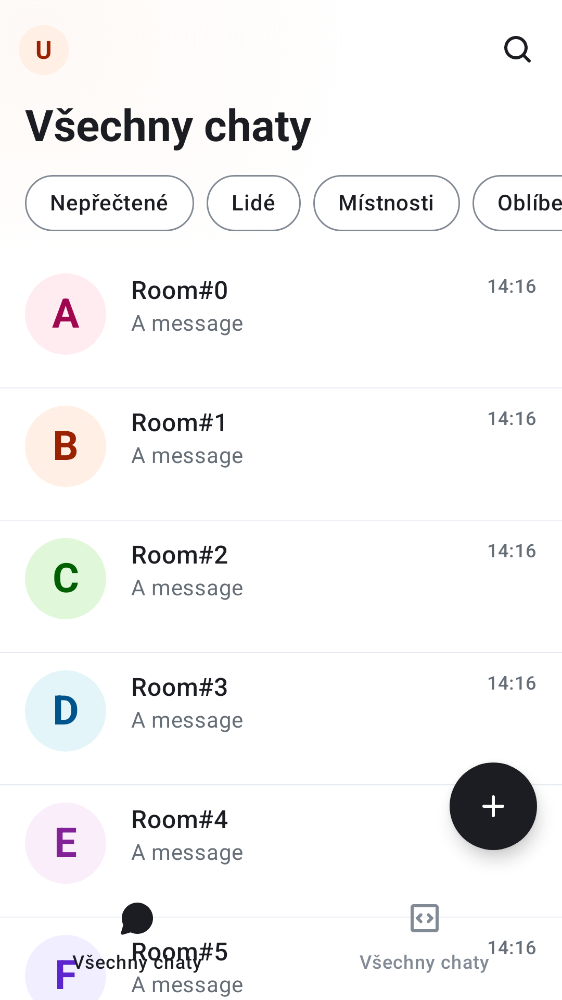 U
Všechny chaty
Nepřečtené Lidé Místnosti Oblíbe
A Room#0 14:16
A message
B Room#1 14:16
A message
C Room#2 14:16
A message
D Room#3 14:16
A message
E Room#4
A message
F Room#5 14:16
Všechny chaty Všechny chaty
A message